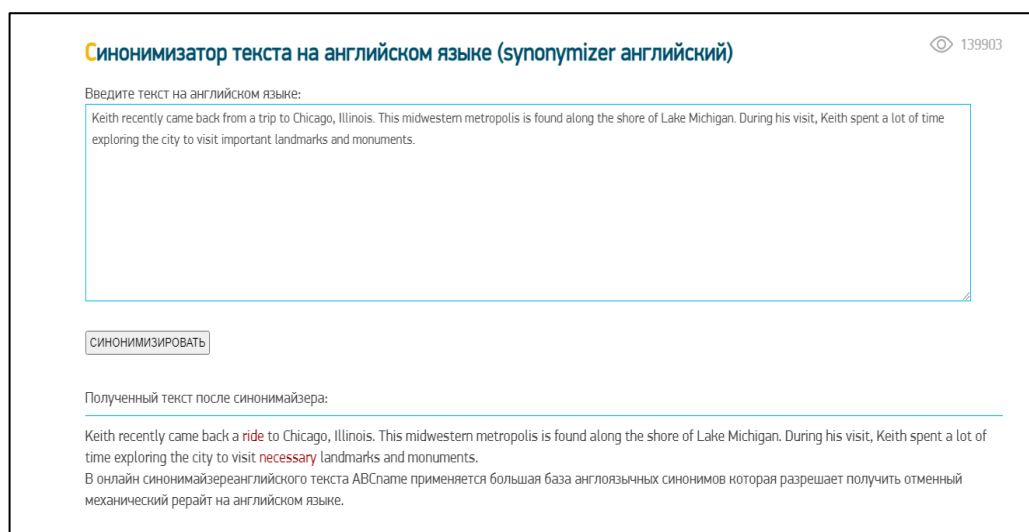 Синонимизатор текста на английском языке (synonymizer английский)
139903
Введите текст на английском языке:
Keith recently came back from a trip to Chicago, Illinois. This midwestern metropolis is found along the shore of Lake Michigan. During his visit, Keith spent a lot of time
exploring the city to visit important landmarks and monuments.
СИНОНИМИЗИРОВАТЬ
Полученный текст после синонимайзера:
Keith recently came back a ride to Chicago, Illinois. This midwestern metropolis is found along the shore of Lake Michigan. During his visit, Keith spent a lot of
time exploring the city to visit necessary landmarks and monuments.
В онлайн синонимайзереанглийского текста ABCname применяется большая база англоязычных синонимов которая разрешает получить отменный
механический рерайт на английском языке.